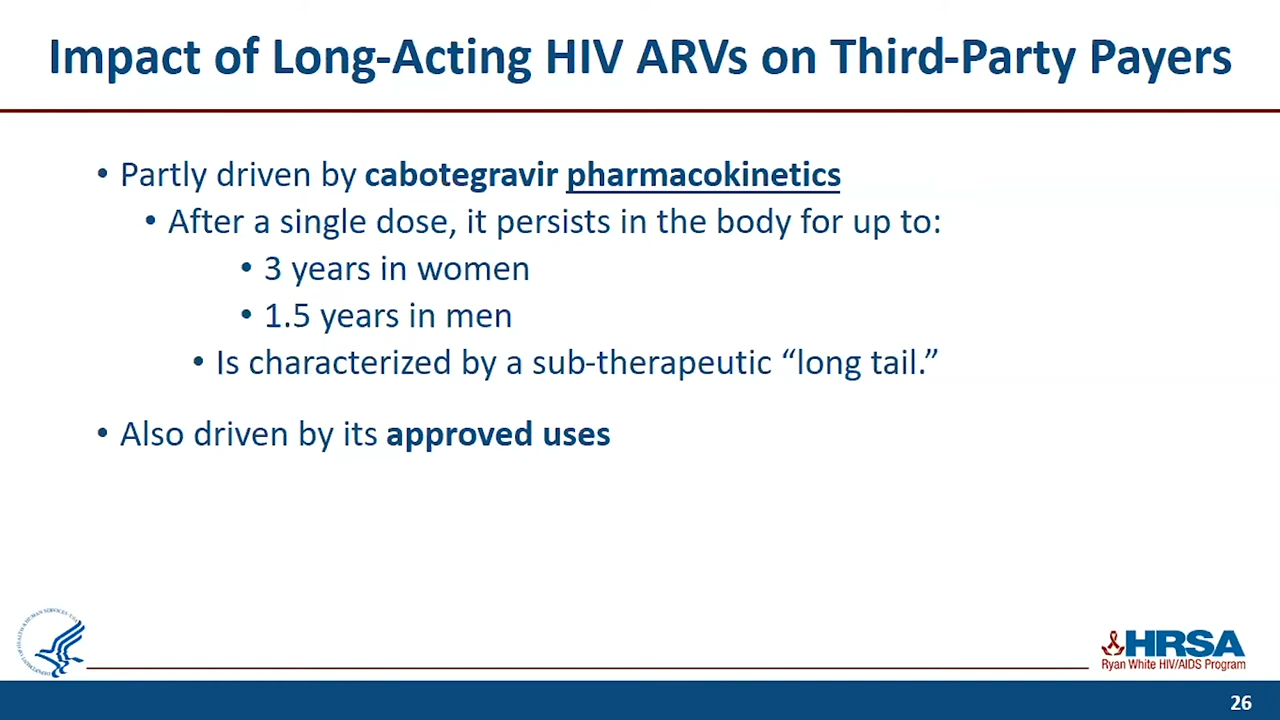 Impact of Long-Acting HIV ARVs on Third-Party Payers
• Partly driven by cabotegravir pharmacokinetics
• After a single dose, it persists in the body for up to:
• 3 years in women
• 1.5 years in men
• Is characterized by a sub-therapeutic “long tail.”
• Also driven by its approved uses
HRSA
Ryan White HIV/AIDS Program
26